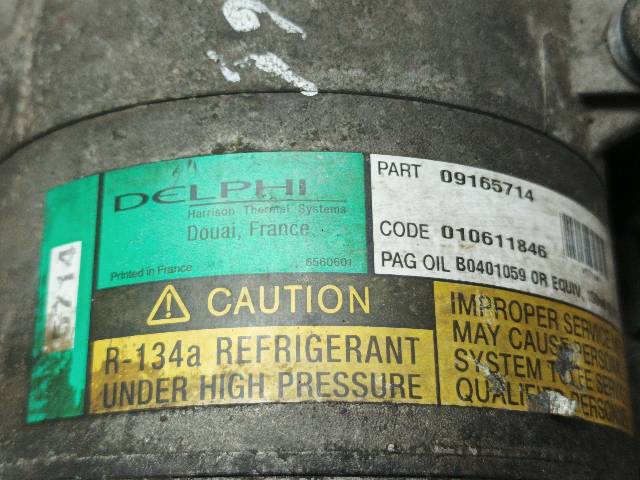 5714
DELPHI
Harrison Thermal Systems
Douai, France
Printed in France
6560601
PART 09165714
CODE 010611846
PAG OIL B0401059 OR EQUIV,
CAUTION
R-134a REFRIGERANT
UNDER HIGH PRESSURE
IMPROPER SERVICE
MAY CAUSE
SYSTEM TO